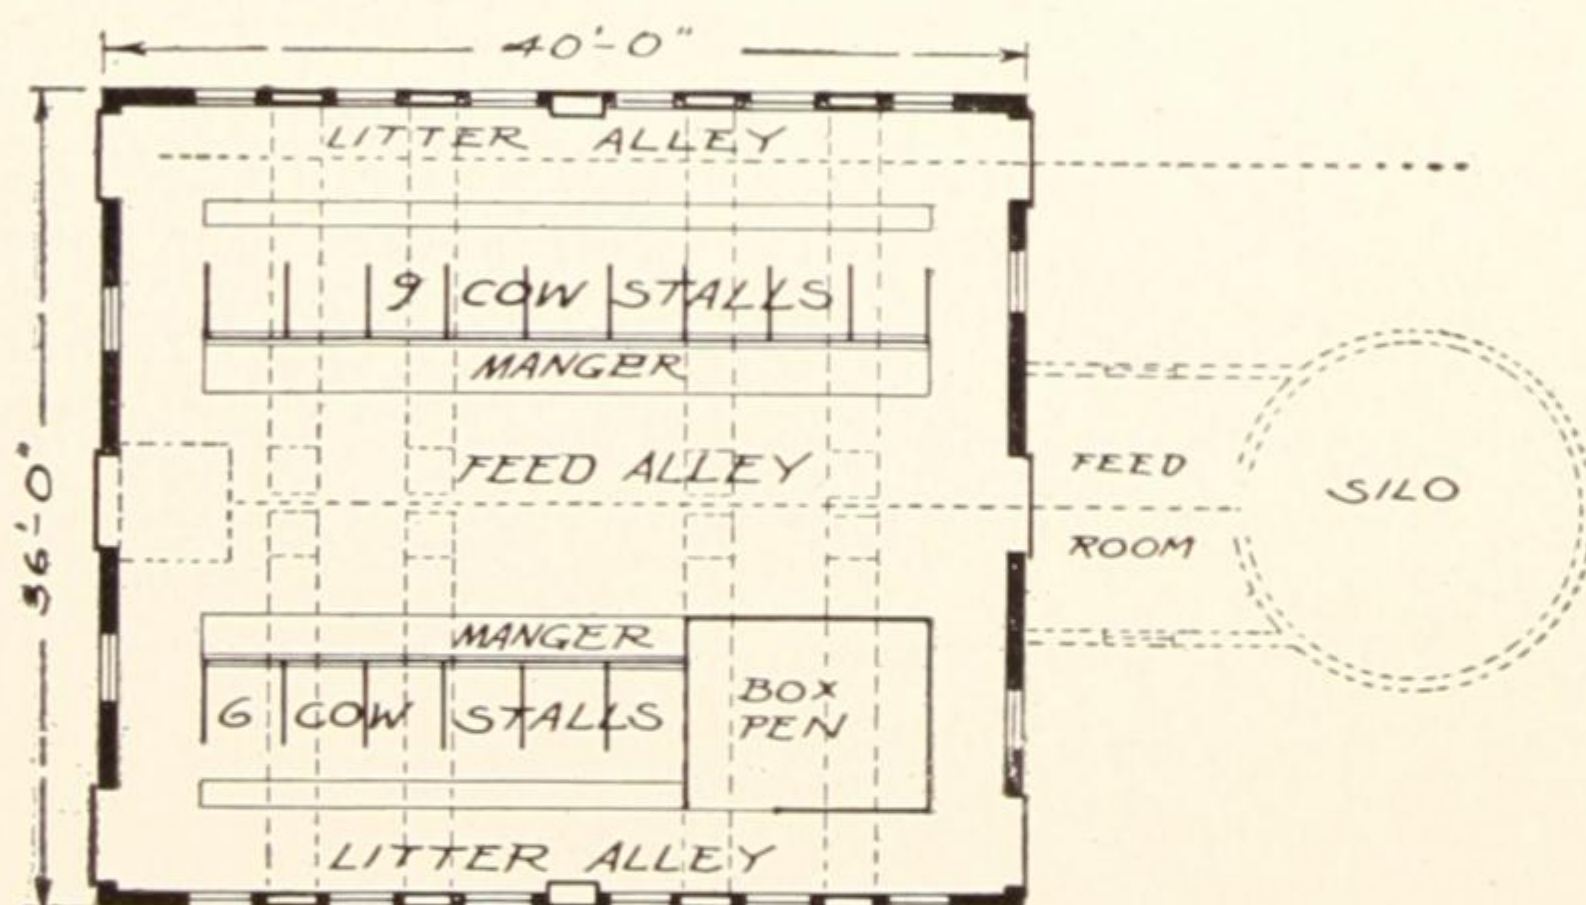 40'-0"
LITTER ALLEY
9 COW STALLS
MANGER
36'-0"
FEED ALLEY
FEED
ROOM
SILO
MANGER
6 COW STALLS
BOX
PEN
LITTER ALLEY